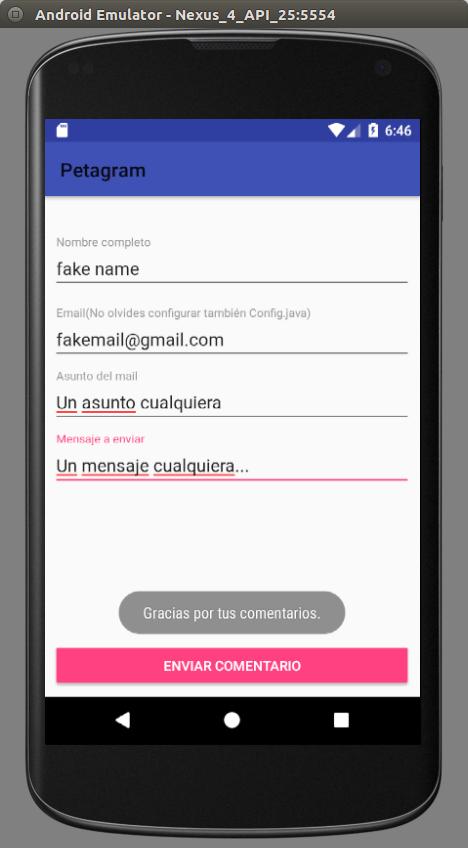 Android Emulator - Nexus_4_API_25:5554
6:46
Petagram
Nombre completo
fake name
Email(No olvides configurar también Config.java)
fakemail@gmail.com
Asunto del mail
Un asunto cualquiera
Mensaje a enviar
Un mensaje cualquiera...
Gracias por tus comentarios.
ENVIAR COMENTARIO